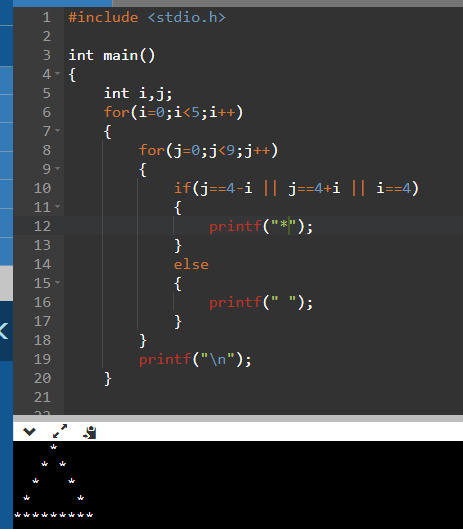 1 #include <stdio.h>
2
3 int main()
4 {
5     int i,j;
6     for(i=0;i<5;i++)
7     {
8         for(j=0;j<9;j++)
9         {
10             if(j==4-i || j==4+i || i==4)
11             {
12                 printf("*");
13             }
14             else
15             {
16                 printf(" ");
17             }
18         }
19         printf("\n");
20     }
21
    *
   * *
  *   *
 *     *
*********